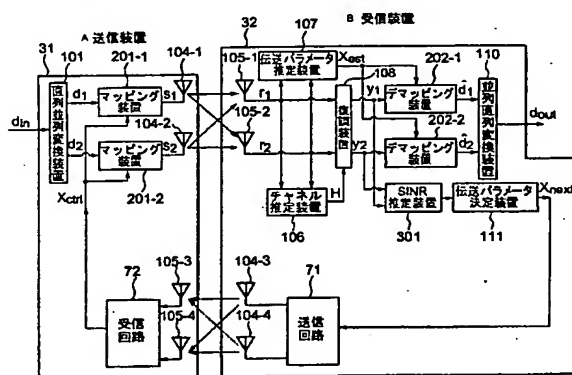 A 送信装置
B 受信装置
31
101
201-1
104-1
32
107
105-1
108
202-1
110
伝送パラメータ
推定装置
Xest
din
直列並列変換装置
d1
マッピング
装置
s1
r1
復調装置
y1
デマッピング
装置
d̂1
並列直列変換装置
dout
104-2
105-2
202-2
d2
マッピング
装置
s2
r2
y2
デマッピング
装置
d̂2
Xctrl
201-2
チャネル
推定装置
H
106
SINR
推定装置
301
伝送パラメータ
決定装置
111
Xnext
72
105-3
104-3
71
受信
回路
105-4
104-4
送信
回路